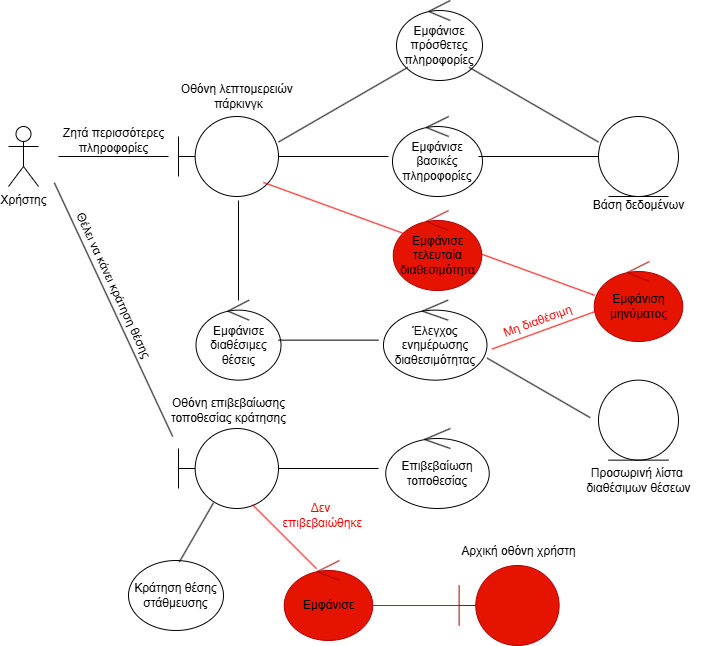 Εμφάνισε
πρόσθετες
πληροφορίες
Οθόνη λεπτομερειών
πάρκινγκ
Ζητά περισσότερες
πληροφορίες
Χρήστης
Εμφάνισε
βασικές
πληροφορίες
Βάση δεδομένων
Θέλει να κάνει κράτηση θέσης
Εμφάνισε
τελευταία
διαθεσιμότητα
Εμφάνιση
μηνύματος
Μη διαθέσιμη
Εμφάνισε
διαθέσιμες
θέσεις
Έλεγχος
ενημέρωσης
διαθεσιμότητας
Οθόνη επιβεβαίωσης
τοποθεσίας κράτησης
Επιβεβαίωση
τοποθεσίας
Προσωρινή λίστα
διαθέσιμων θέσεων
Δεν
επιβεβαιώθηκε
Αρχική οθόνη χρήστη
Κράτηση θέσης
στάθμευσης
Εμφάνισε